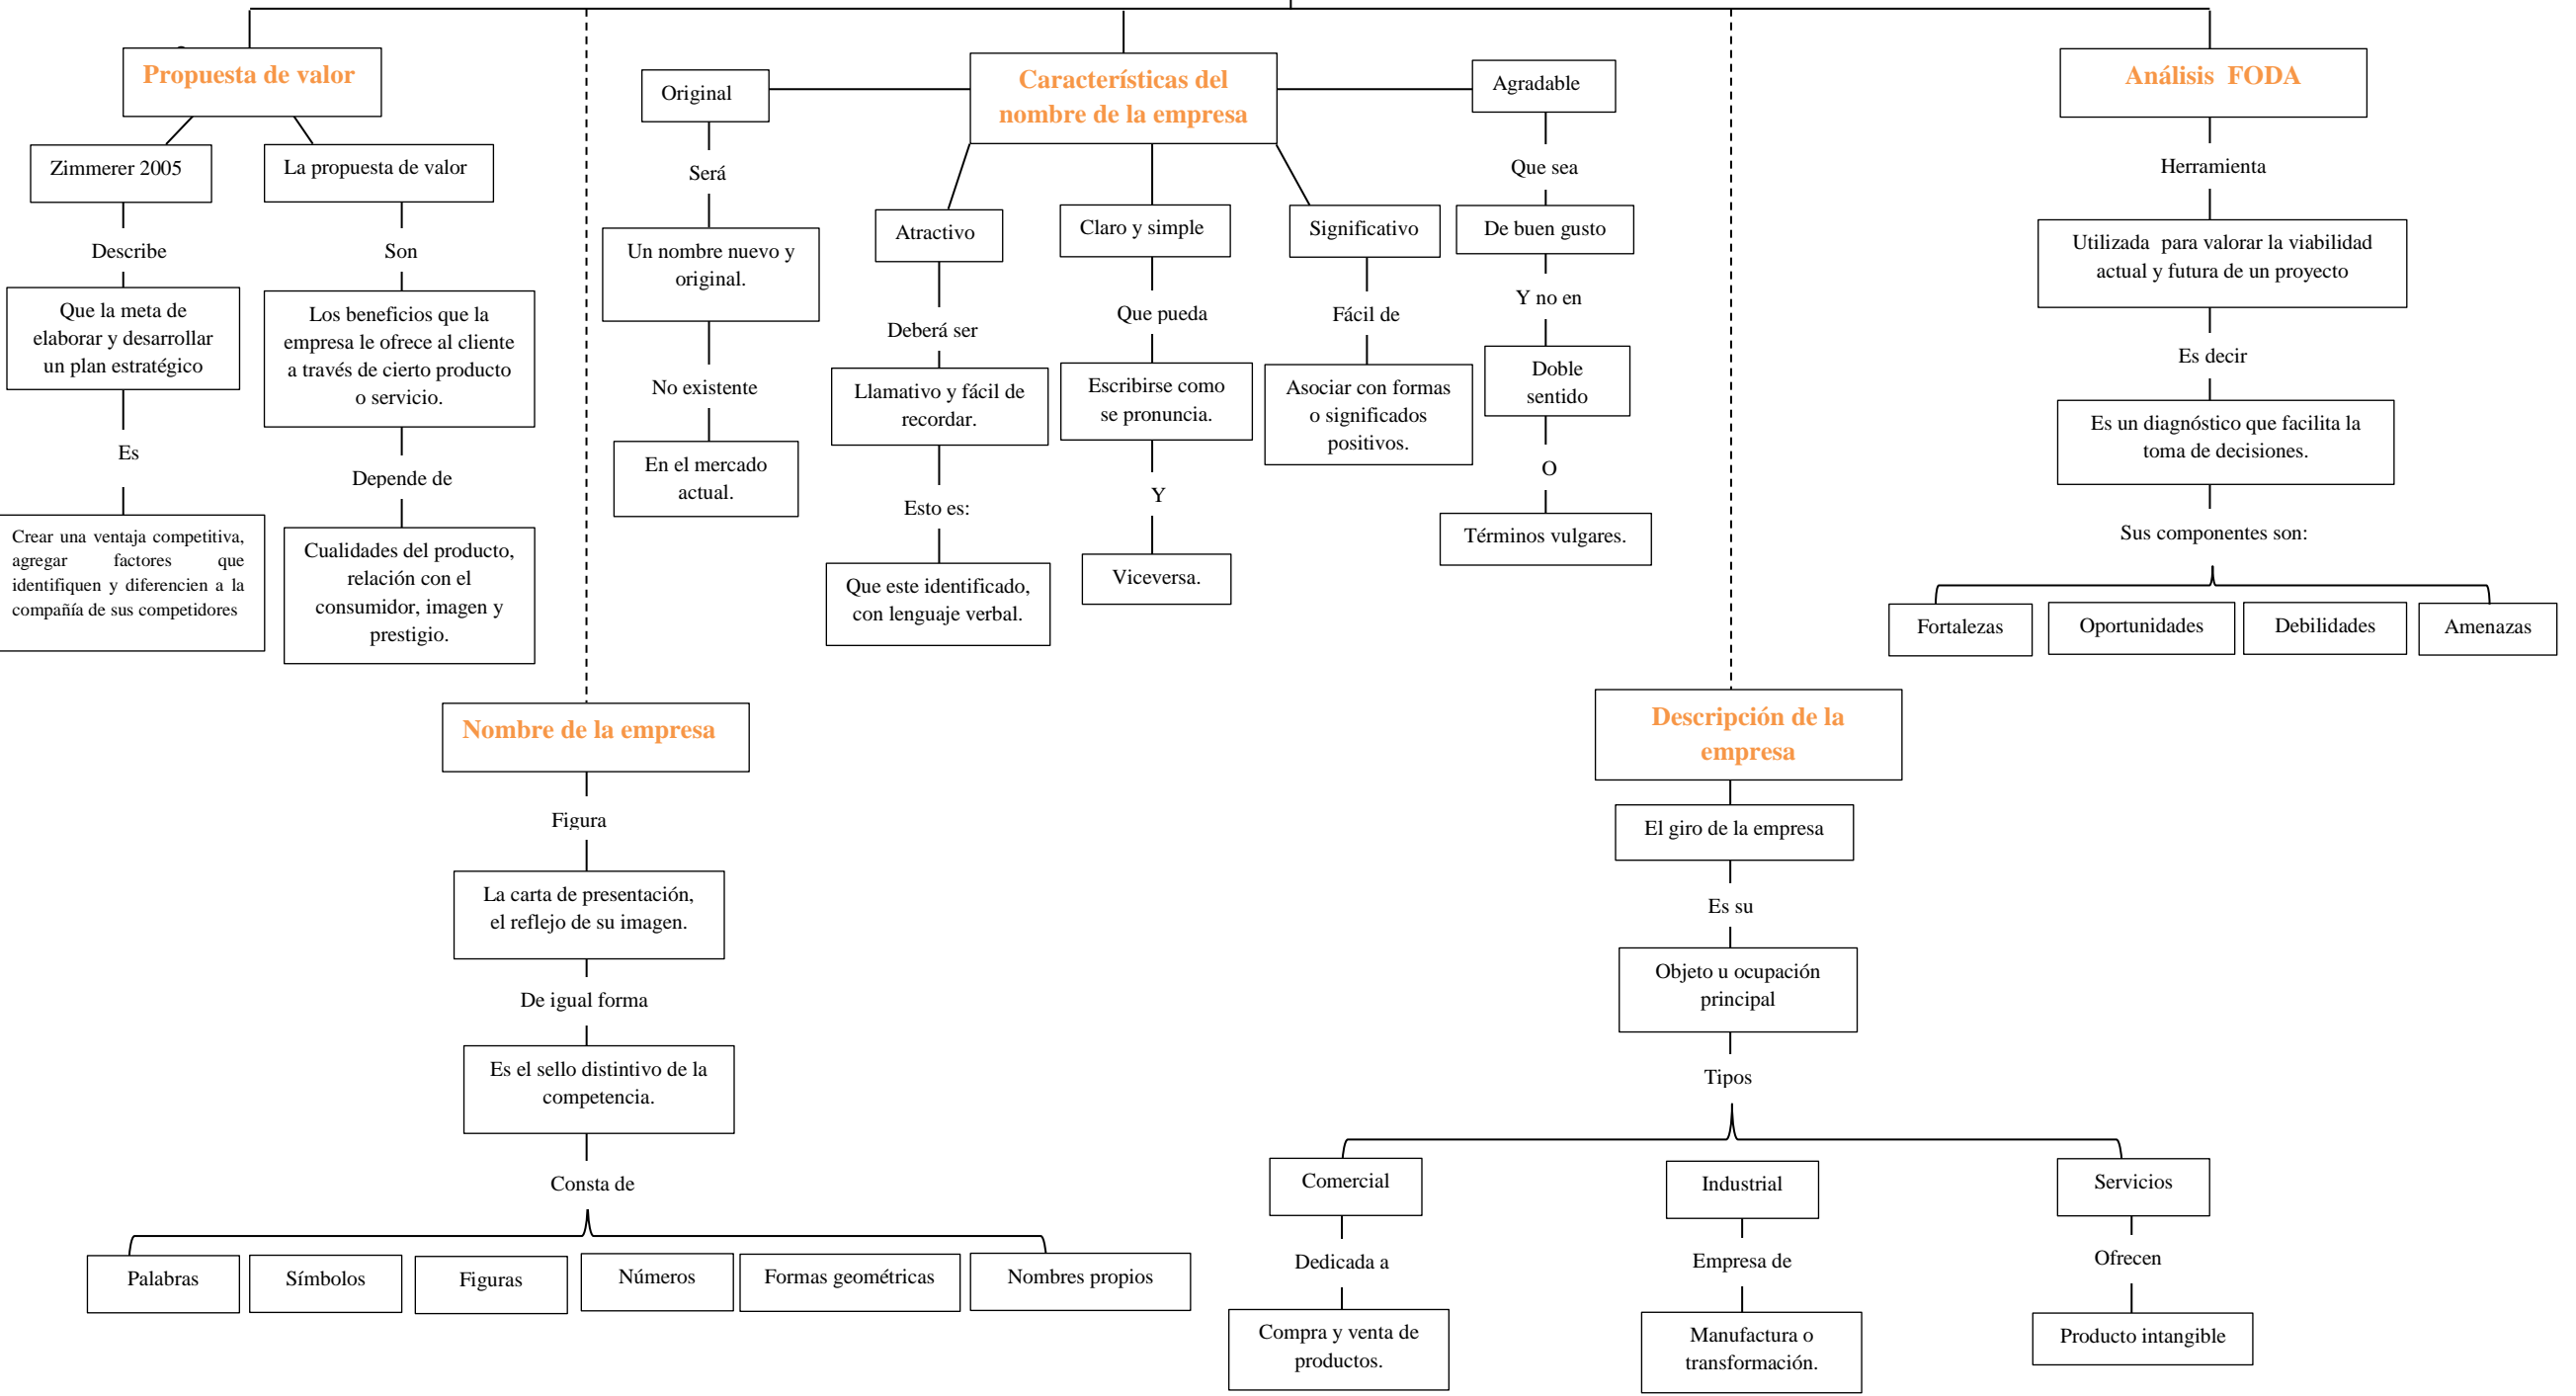 Propuesta de valor
Zimmerer 2005
Describe
Que la meta de
elaborar y desarrollar
un plan estratégico
Es
Crear una ventaja competitiva,
agregar factores que
identifiquen y diferencien a la
compañía de sus competidores
La propuesta de valor
Son
Los beneficios que la
empresa le ofrece al cliente
a través de cierto producto
o servicio.
Depende de
Cualidades del producto,
relación con el
consumidor, imagen y
prestigio.
Características del
nombre de la empresa
Original
Será
Un nombre nuevo y
original.
No existente
En el mercado
actual.
Atractivo
Deberá ser
Llamativo y fácil de
recordar.
Esto es:
Que este identificado,
con lenguaje verbal.
Claro y simple
Que pueda
Escribirse como
se pronuncia.
Y
Viceversa.
Significativo
Fácil de
Asociar con formas
o significados
positivos.
Agradable
Que sea
De buen gusto
Y no en
Doble
sentido
O
Términos vulgares.
Análisis FODA
Herramienta
Utilizada para valorar la viabilidad
actual y futura de un proyecto
Es decir
Es un diagnóstico que facilita la
toma de decisiones.
Sus componentes son:
Fortalezas
Oportunidades
Debilidades
Amenazas
Nombre de la empresa
Figura
La carta de presentación,
el reflejo de su imagen.
De igual forma
Es el sello distintivo de la
competencia.
Consta de
Palabras
Símbolos
Figuras
Números
Formas geométricas
Nombres propios
Descripción de la
empresa
El giro de la empresa
Es su
Objeto u ocupación
principal
Tipos
Comercial
Dedicada a
Compra y venta de
productos.
Industrial
Empresa de
Manufactura o
transformación.
Servicios
Ofrecen
Producto intangible